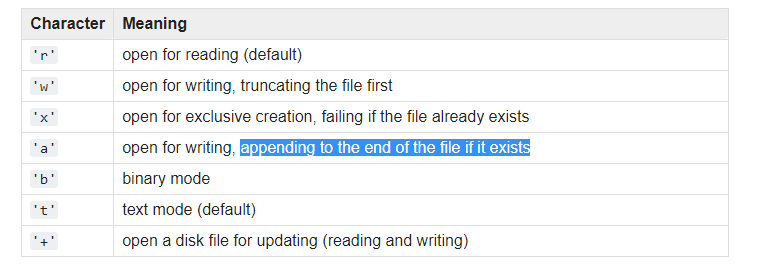 Character Meaning
'r' open for reading (default)
'w' open for writing, truncating the file first
'x' open for exclusive creation, failing if the file already exists
'a' open for writing, appending to the end of the file if it exists
'b' binary mode
't' text mode (default)
'+' open a disk file for updating (reading and writing)